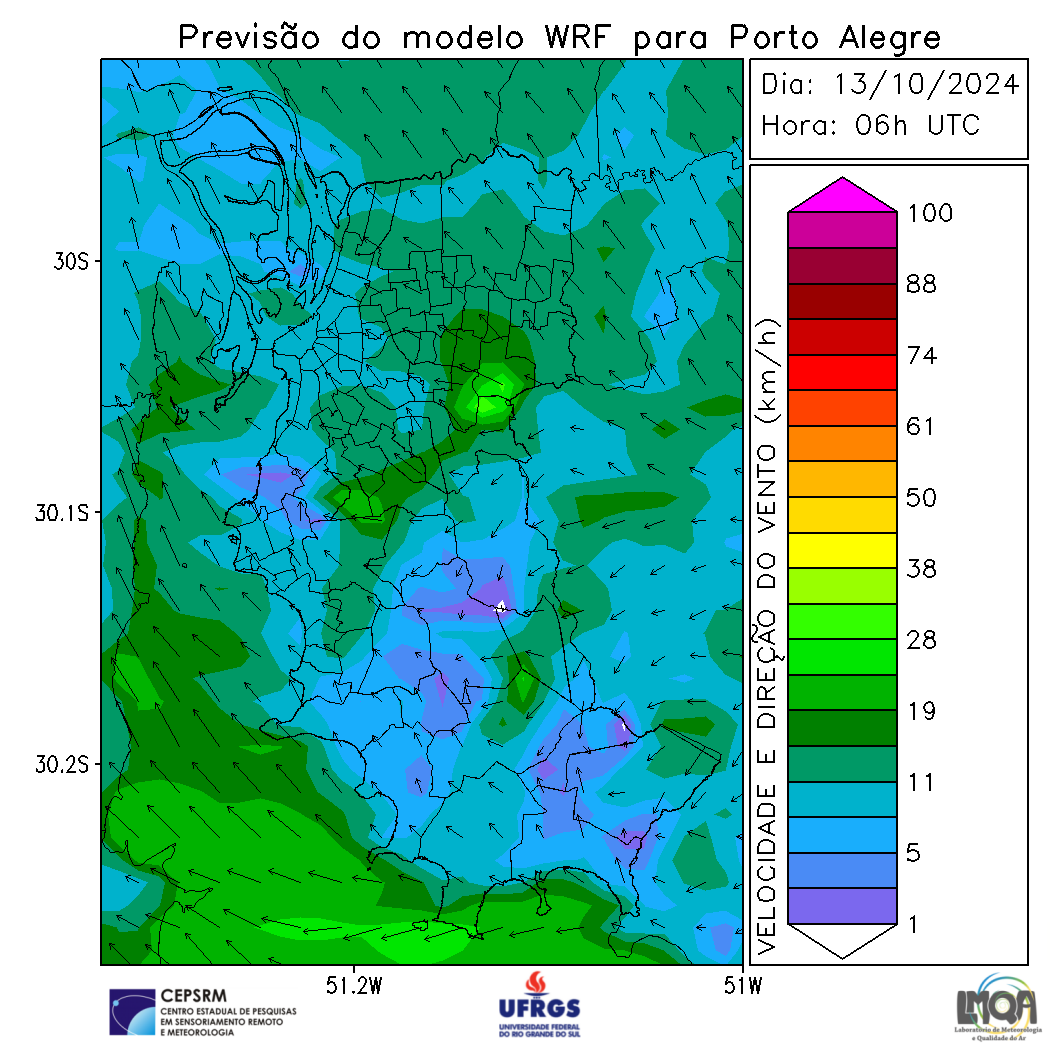 Previsão do modelo WRF para Porto Alegre
Dia: 13/10/2024
Hora: 06h UTC
30S
30.1S
30.2S
51.2W
51W
VELOCIDADE E DIREÇÃO DO VENTO (km/h)
100
88
74
61
50
38
28
19
11
5
1
CEPSRM
CENTRO ESTADUAL DE PESQUISAS
EM SENSORIAMENTO REMOTO
E METEOROLOGIA
UFRGS
UNIVERSIDADE FEDERAL
DO RIO GRANDE DO SUL
LMQA
Laboratório de Meteorologia
e Qualidade do Ar